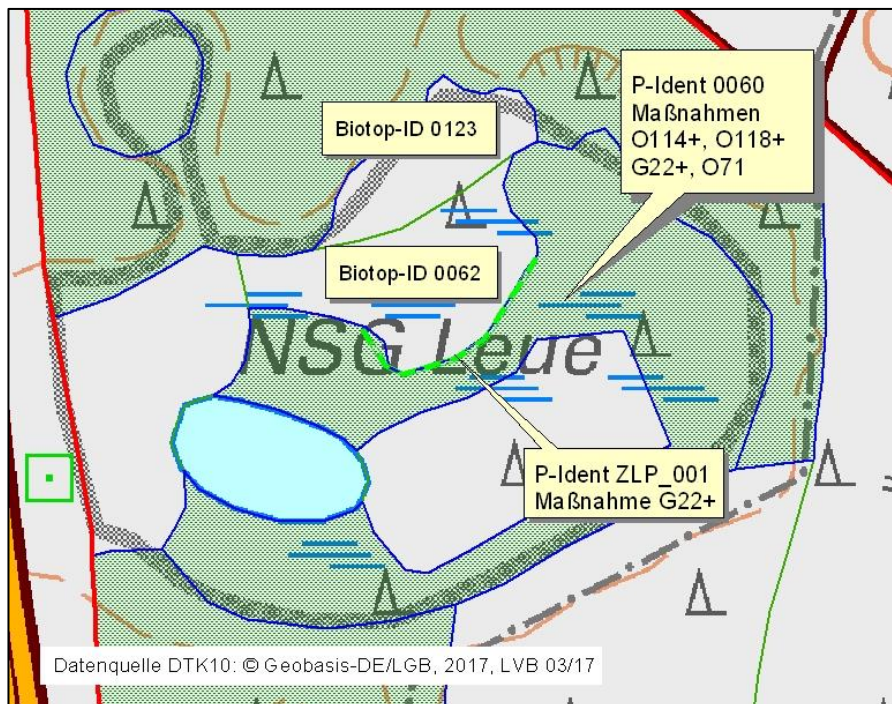 P-Ident 0060
Maßnahmen
O114+, O118+
G22+, O71
Biotop-ID 0123
Biotop-ID 0062
NSG Leue
P-Ident ZLP_001
Maßnahme G22+
Datenquelle DTK10: © Geobasis-DE/LGB, 2017, LVB 03/17